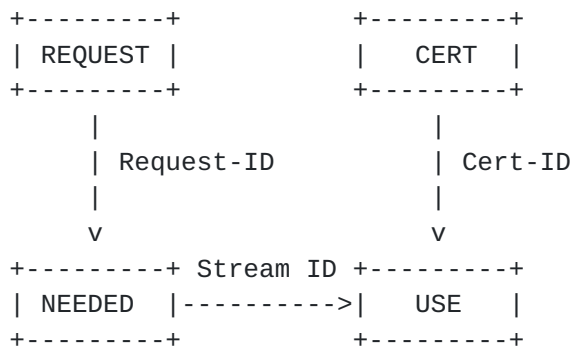 +---------+ +---------+
| REQUEST | | CERT |
+---------+ +---------+
| |
| Request-ID | Cert-ID
| |
v v
+---------+ Stream ID +---------+
| NEEDED |---------->| USE |
+---------+ +---------+